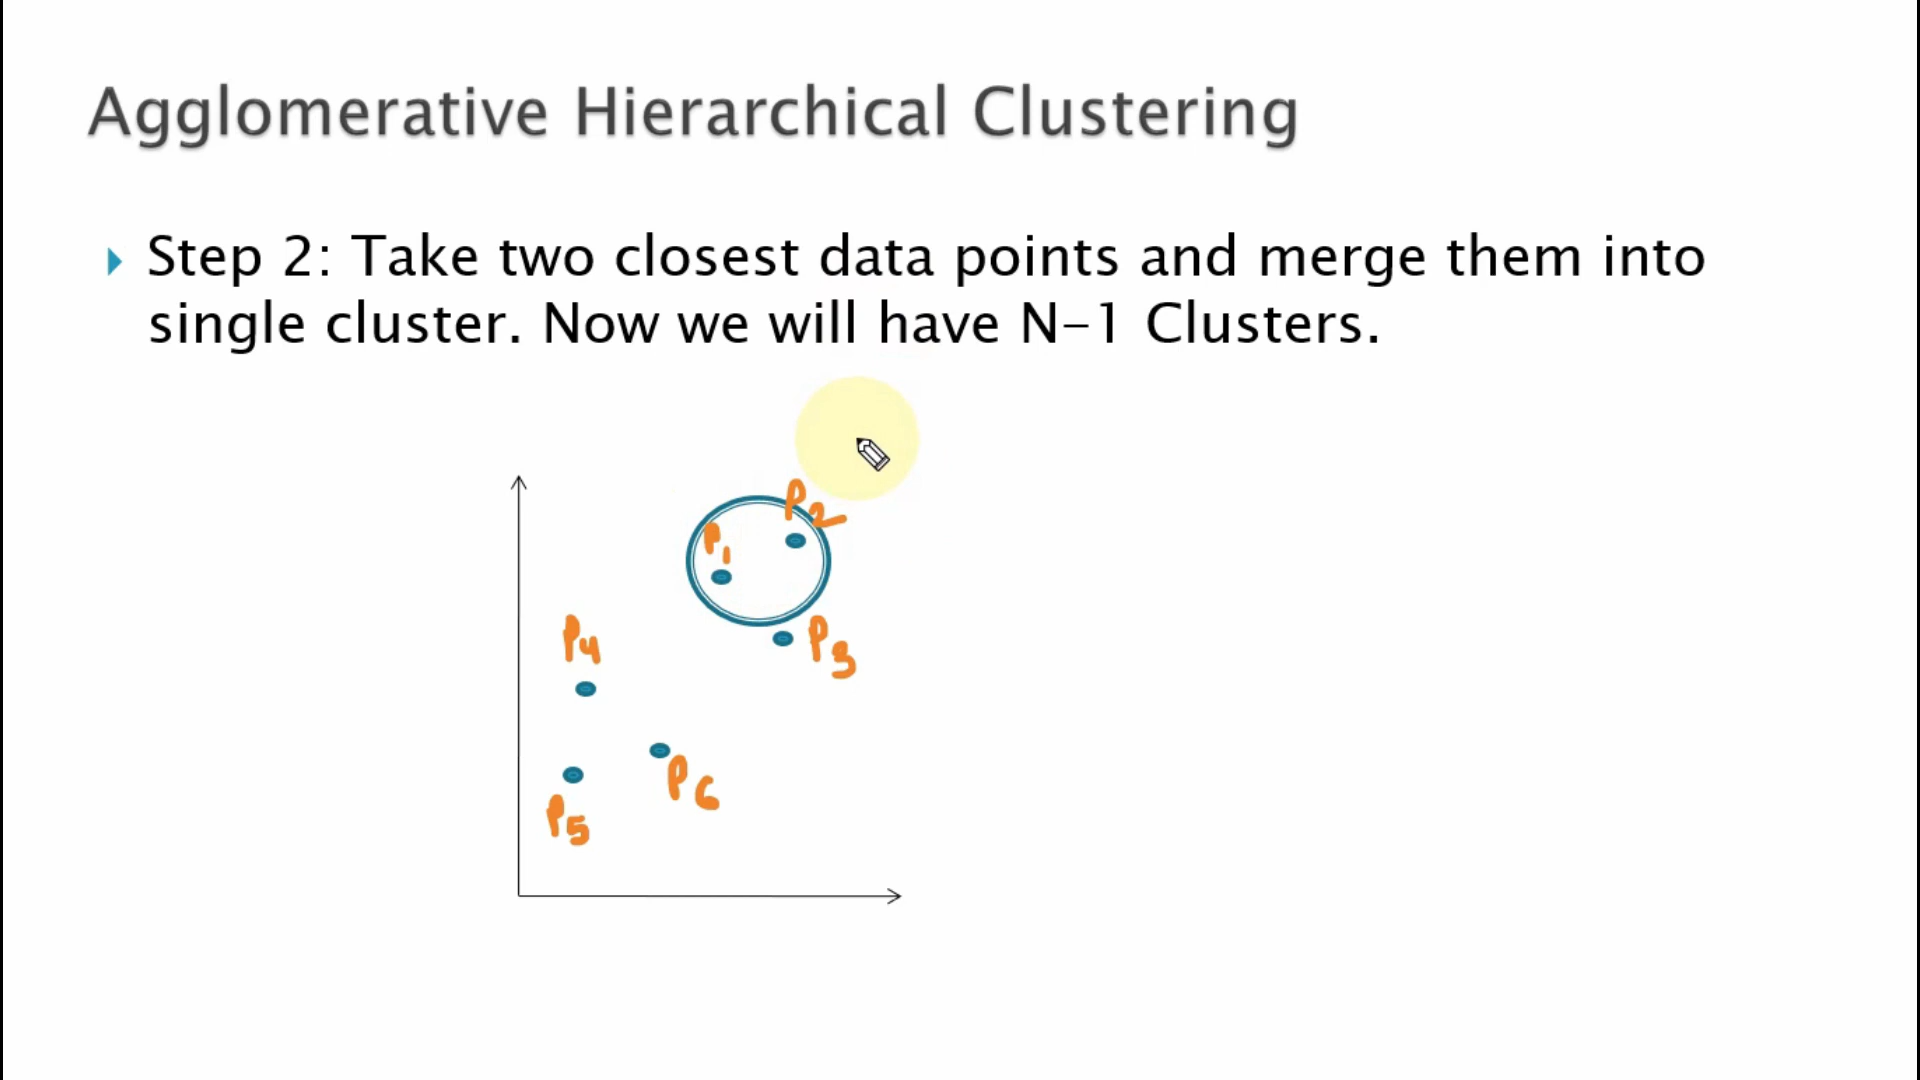 Agglomerative Hierarchical Clustering
Step 2: Take two closest data points and merge them into
single cluster. Now we will have N-1 Clusters.
P2
P1
P4
P3
P6
P5